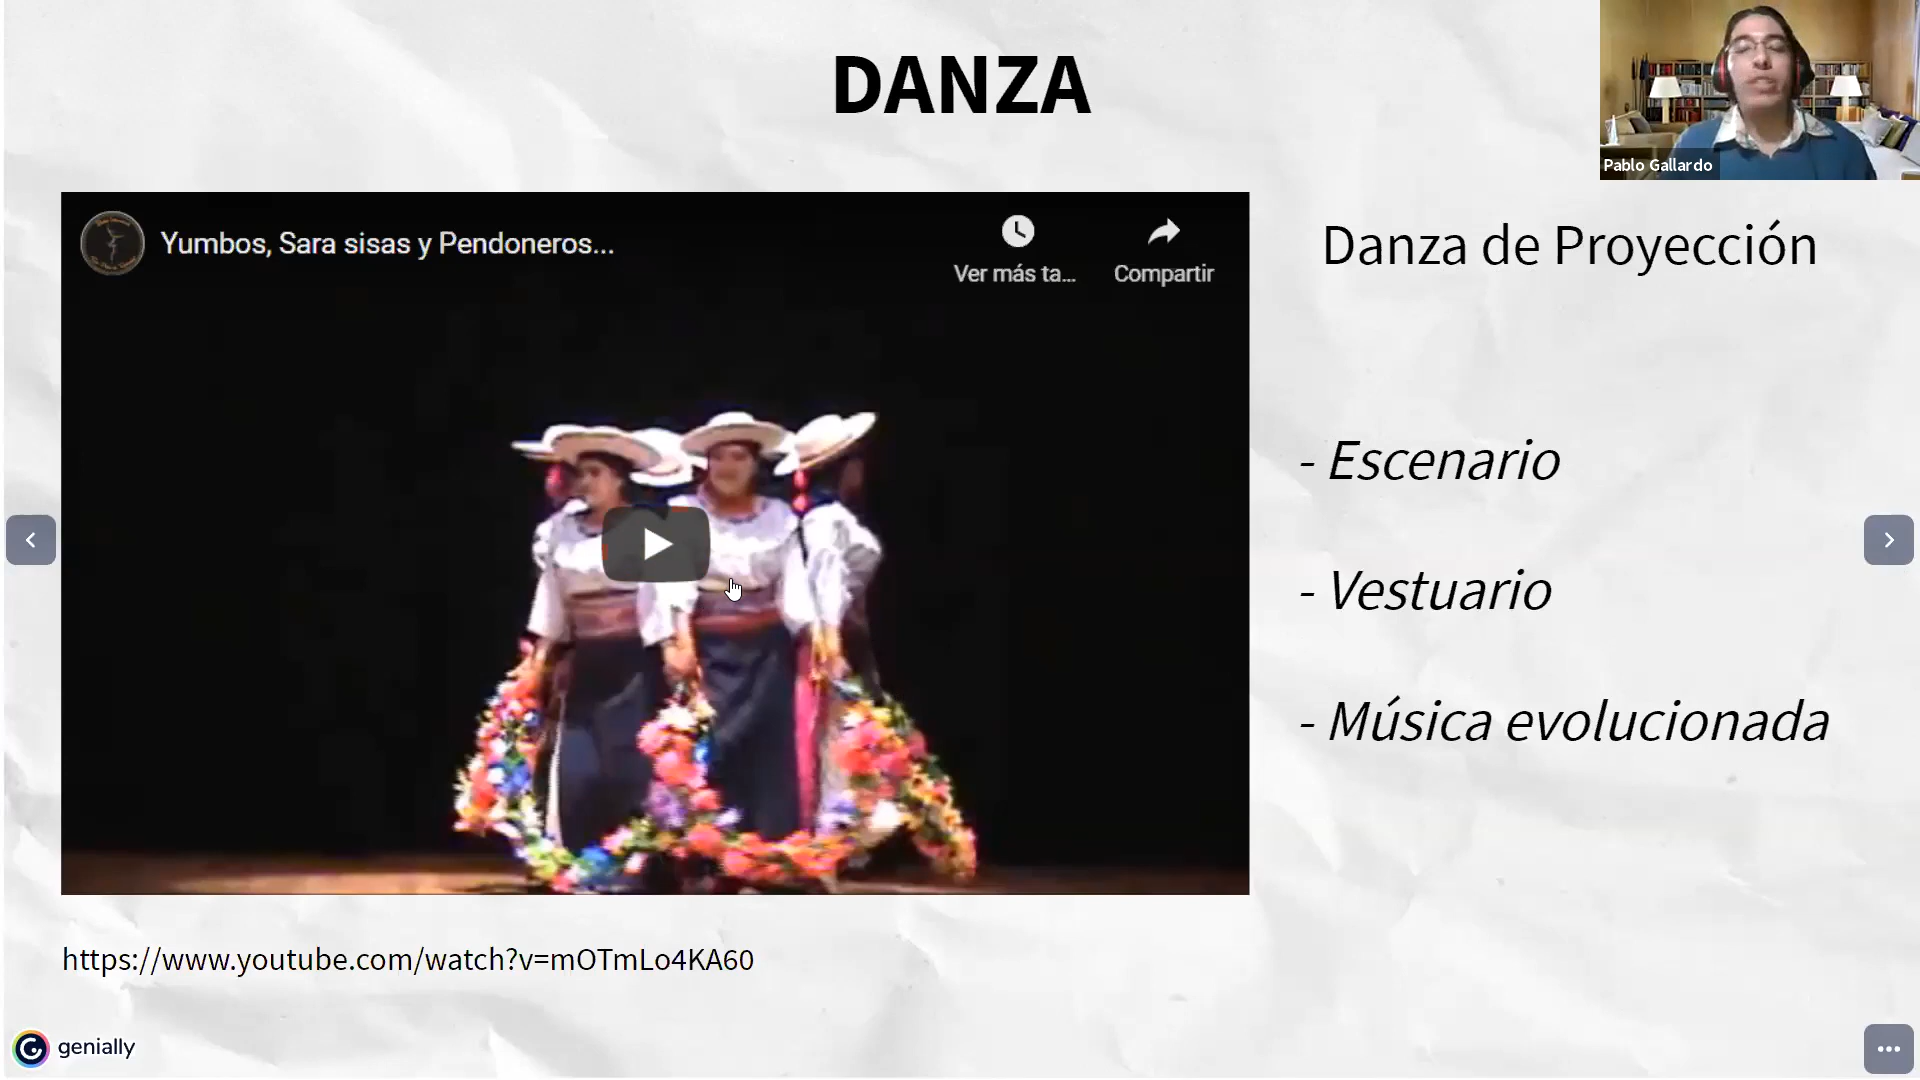 DANZA
Pablo Gallardo
Yumbos, Sara sisas y Pendoneros...
Ver más ta...
Compartir
Danza de Proyección
- Escenario
- Vestuario
- Música evolucionada
https://www.youtube.com/watch?v=mOTmLo4KA60
genially